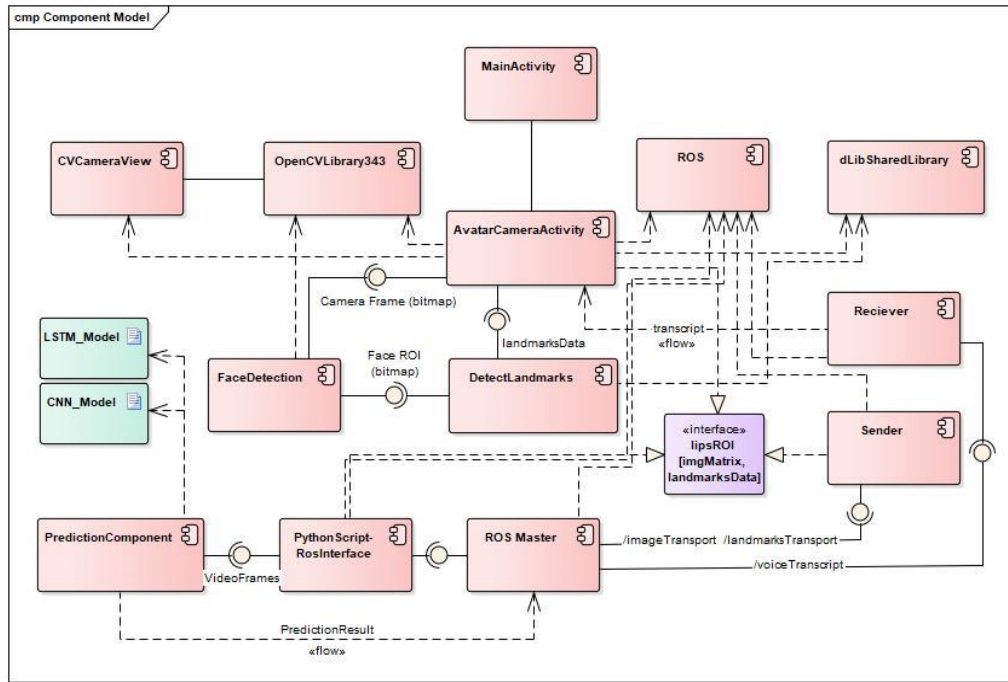 cmp Component Model
MainActivity
CVCameraView
OpenCVLibrary343
ROS
dLibSharedLibrary
AvatarCameraActivity
Camera Frame (bitmap)
landmarksData
transcript
«flow»
Reciever
LSTM_Model
CNN_Model
FaceDetection
Face ROI
(bitmap)
DetectLandmarks
«interface»
lipsROI
[imgMatrix,
landmarksData]
Sender
PredictionComponent
VideoFrames
PythonScript-
RosInterface
ROS Master
/imageTransport /landmarksTransport
/voiceTranscript
PredictionResult
«flow»